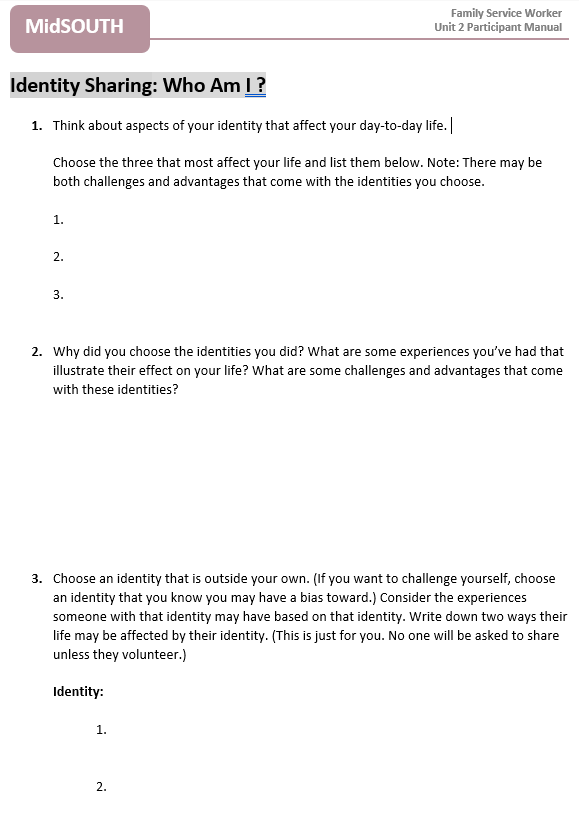 MidSOUTH
Family Service Worker
Unit 2 Participant Manual
Identity Sharing: Who Am I ?
1. Think about aspects of your identity that affect your day-to-day life.
Choose the three that most affect your life and list them below. Note: There may be
both challenges and advantages that come with the identities you choose.
1.
2.
3.
2. Why did you choose the identities you did? What are some experiences you’ve had that
illustrate their effect on your life? What are some challenges and advantages that come
with these identities?
3. Choose an identity that is outside your own. (If you want to challenge yourself, choose
an identity that you know you may have a bias toward.) Consider the experiences
someone with that identity may have based on that identity. Write down two ways their
life may be affected by their identity. (This is just for you. No one will be asked to share
unless they volunteer.)
Identity:
1.
2.